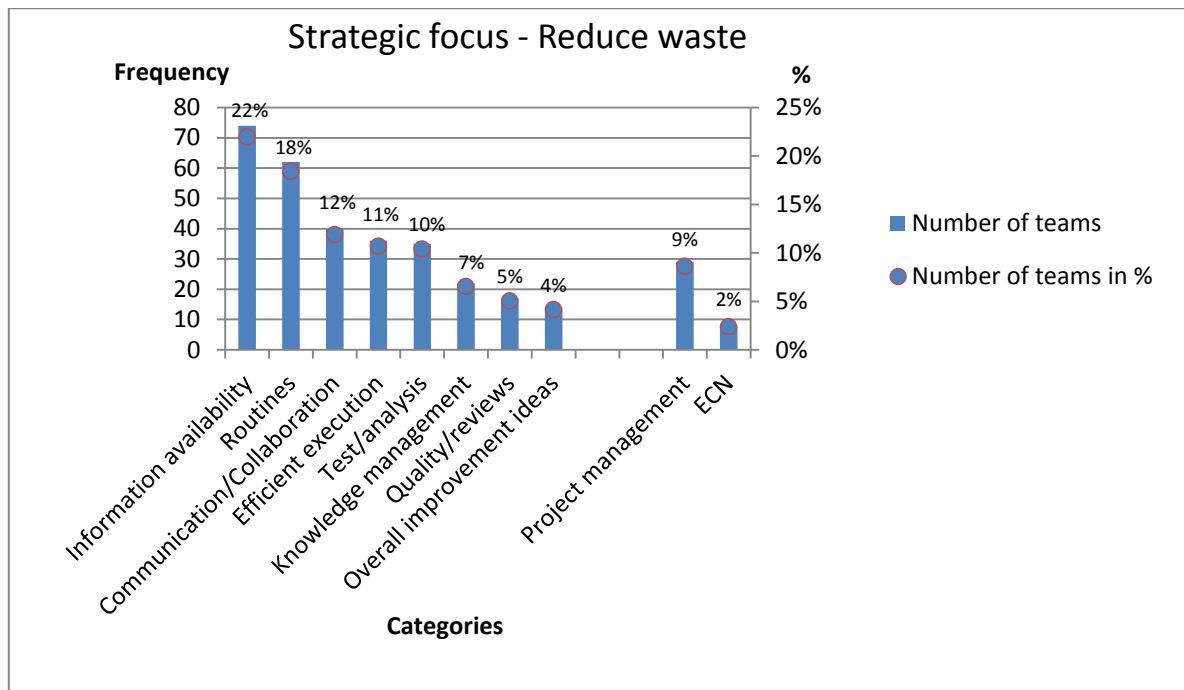 Strategic focus - Reduce waste
Frequency
%
80
70
60
50
40
30
20
10
0
22%
18%
12%
11%
10%
7%
5%
4%
9%
2%
25%
20%
15%
10%
5%
0%
Number of teams
Number of teams in %
Information availability
Routines
Communication/Collaboration
Efficient execution
Test/analysis
Knowledge management
Quality/reviews
Overall improvement ideas
Project management
ECN
Categories